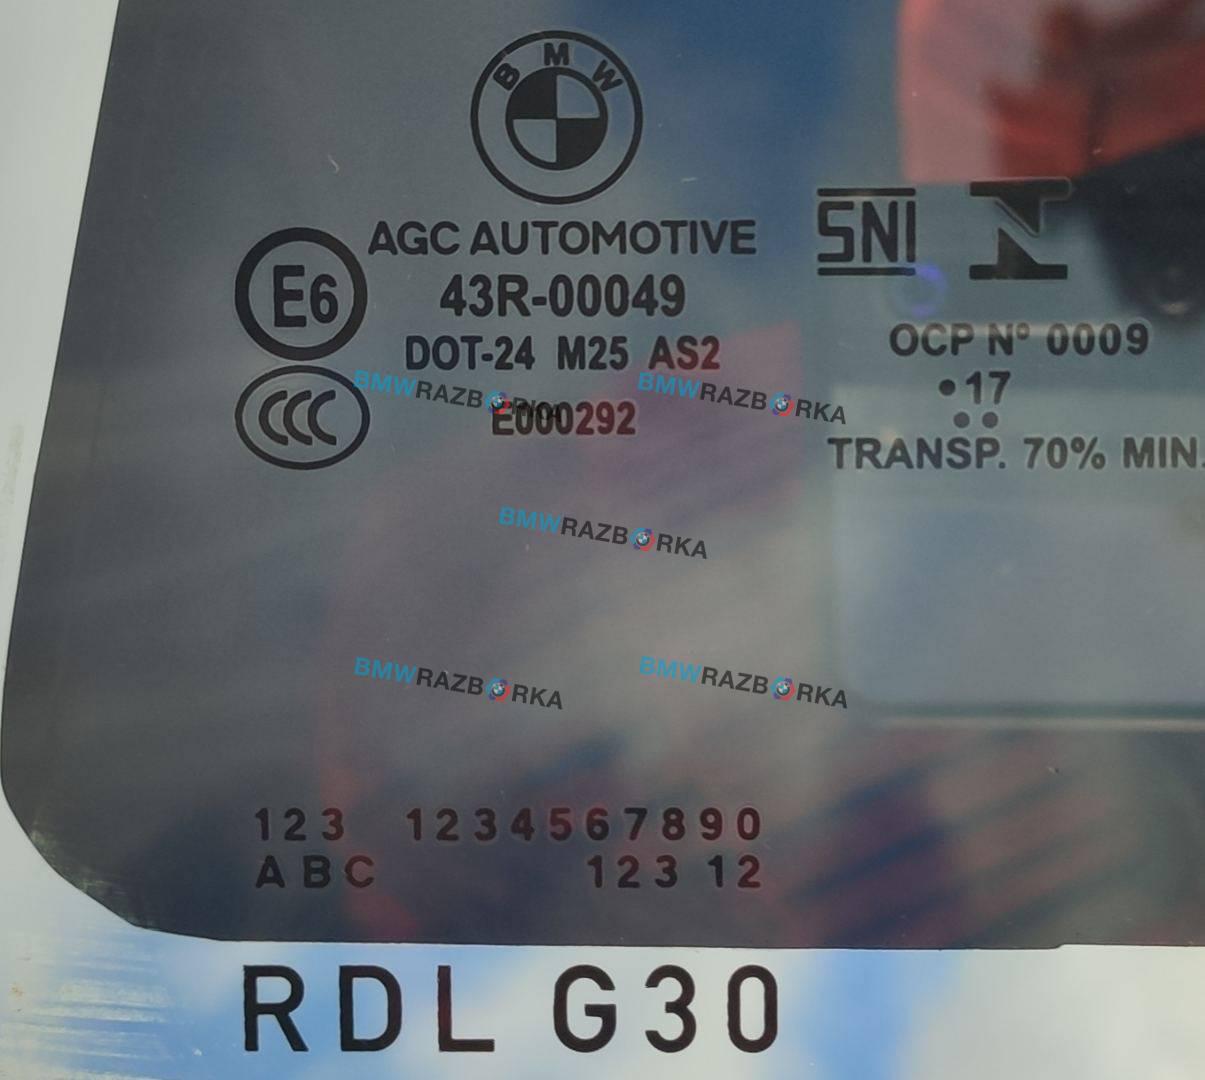 BMW
AGC AUTOMOTIVE
E6
43R-00049
DOT-24 M25 AS2
CCC
E000292
SNI
OCP Nº 0009
•17
••
TRANSP. 70% MIN.
BMWRAZBORKA
BMWRAZBORKA
BMWRAZBORKA
BMWRAZBORKA
BMWRAZBORKA
123 1234567890
ABC 123 12
RDL G30